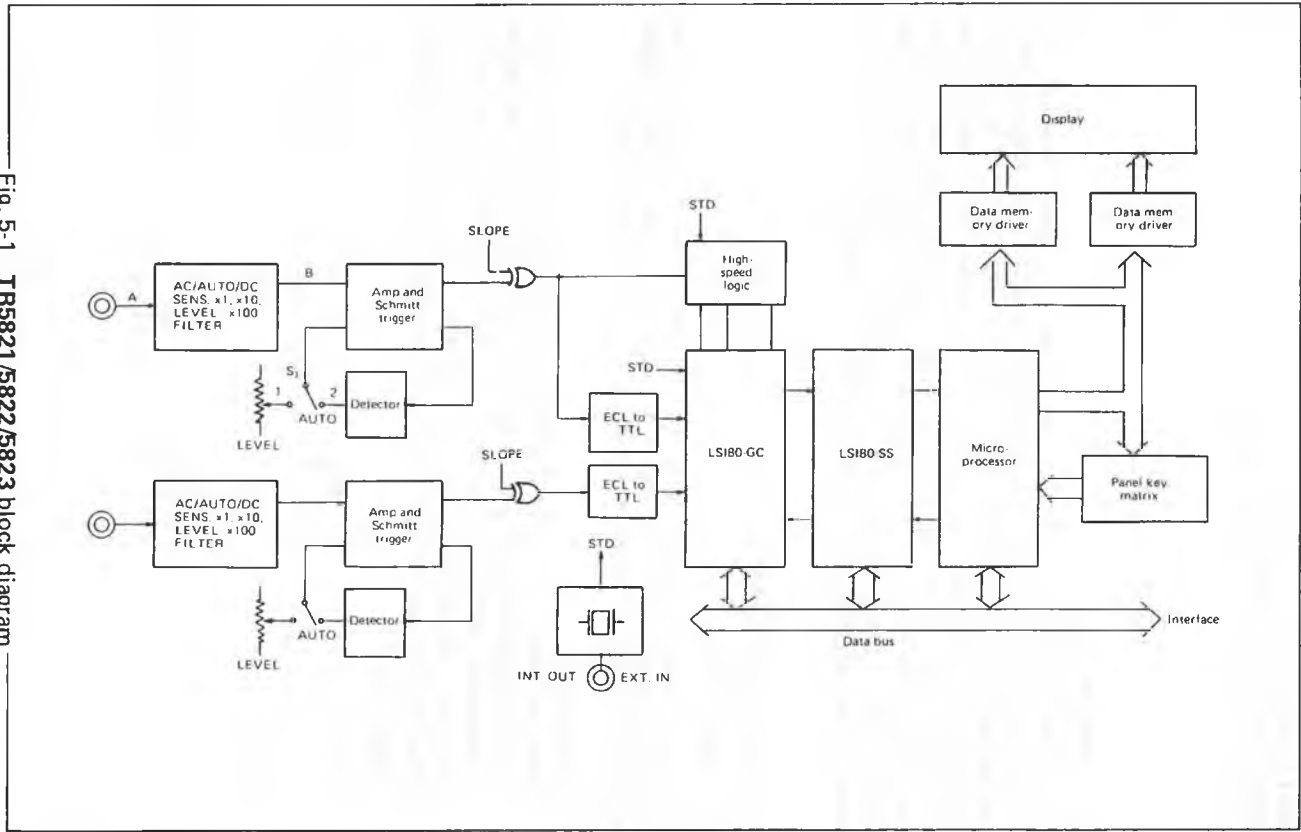 Display
Data mem-
ory driver
Data mem-
ory driver
STD
SLOPE
High-
speed
logic
A
AC/AUTO/DC
SENS. x1, x10,
LEVEL x100
FILTER
B
Amp and
Schmitt
trigger
STD
S1
1
2
AUTO
Detector
LEVEL
ECL to
TTL
LSI80-GC
LSI80-SS
Micro-
processor
Panel key
matrix
SLOPE
ECL to
TTL
AC/AUTO/DC
SENS. x1, x10,
LEVEL x100
FILTER
Amp and
Schmitt
trigger
STD.
AUTO
Detector
LEVEL
INT OUT
EXT. IN
Data bus
Interface
Fig. 5-1 TR5821/5822/5823 block diagram